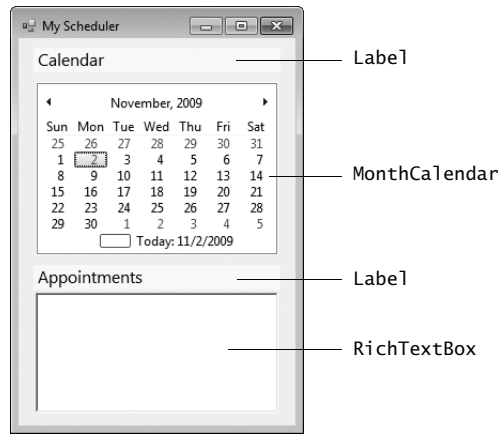 My Scheduler
Calendar
Label
November, 2009
Sun Mon Tue Wed Thu Fri Sat
25 26 27 28 29 30 31
1 2 3 4 5 6 7
8 9 10 11 12 13 14
MonthCalendar
15 16 17 18 19 20 21
22 23 24 25 26 27 28
29 30 1 2 3 4 5
Today: 11/2/2009
Appointments
Label
RichTextBox